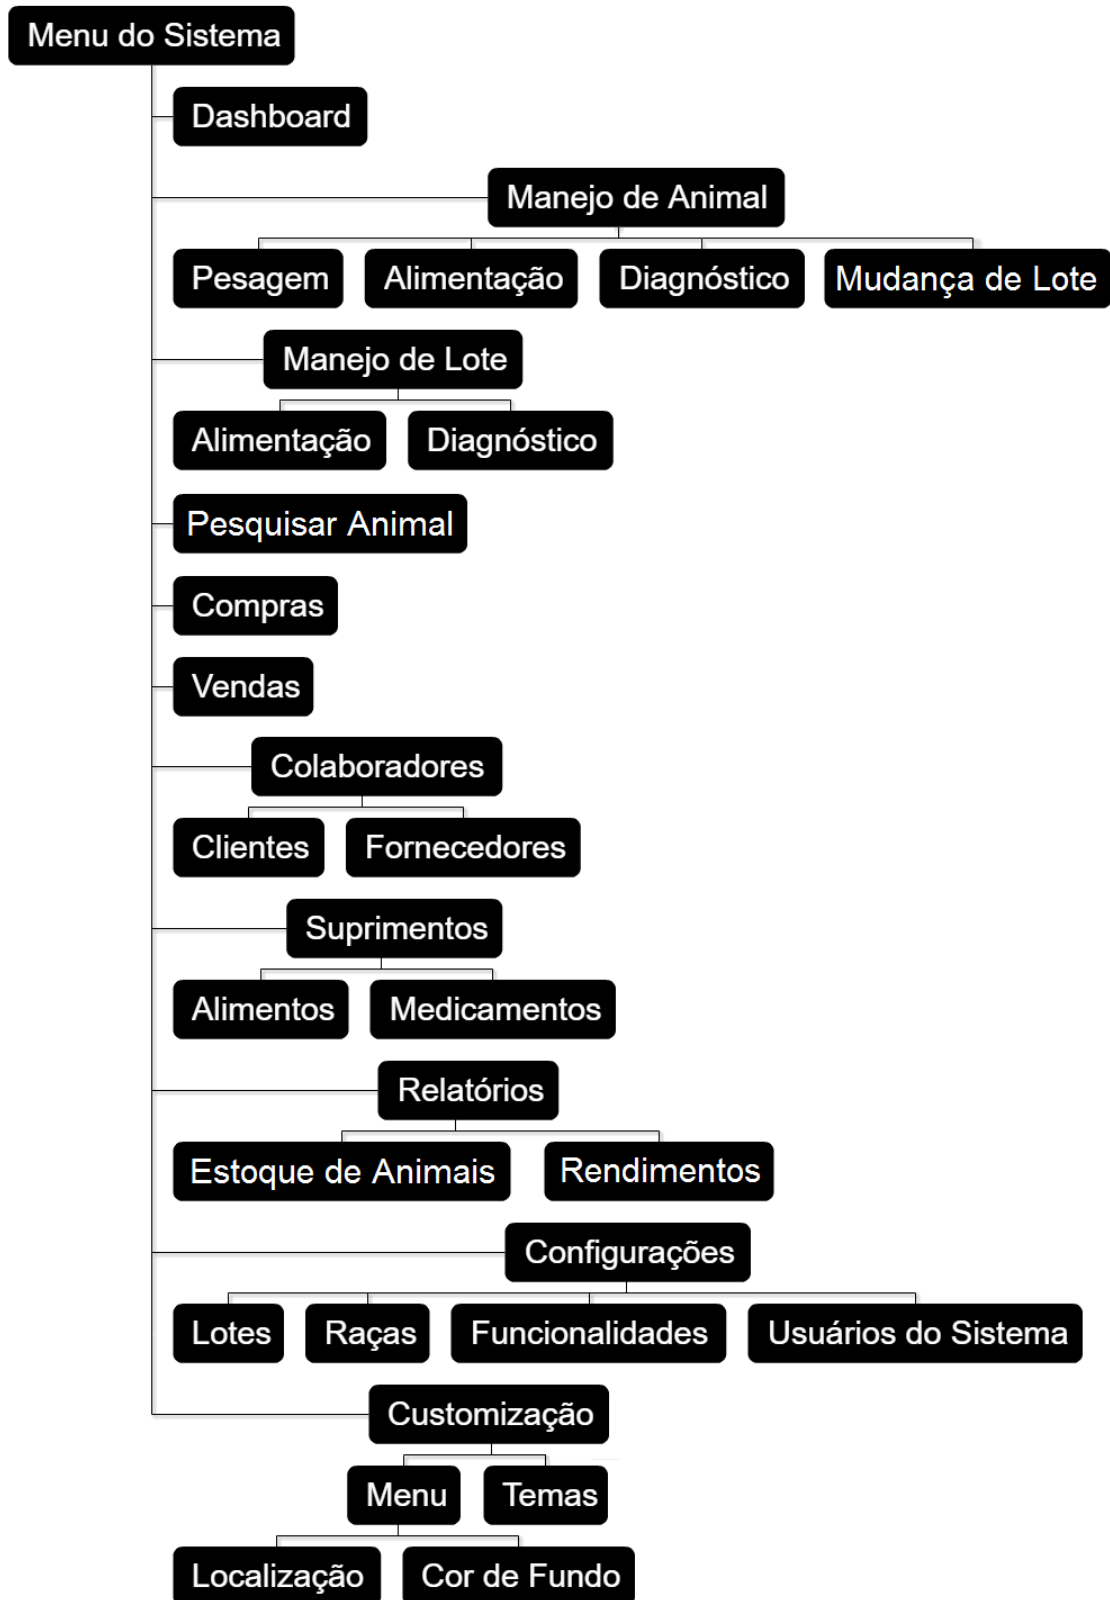 Menu do Sistema
Dashboard
Manejo de Animal
Pesagem Alimentação Diagnóstico Mudança de Lote
Manejo de Lote
Alimentação Diagnóstico
Pesquisar Animal
Compras
Vendas
Colaboradores
Clientes Fornecedores
Suprimentos
Alimentos Medicamentos
Relatórios
Estoque de Animais Rendimentos
Configurações
Lotes Raças Funcionalidades Usuários do Sistema
Customização
Menu Temas
Localização Cor de Fundo